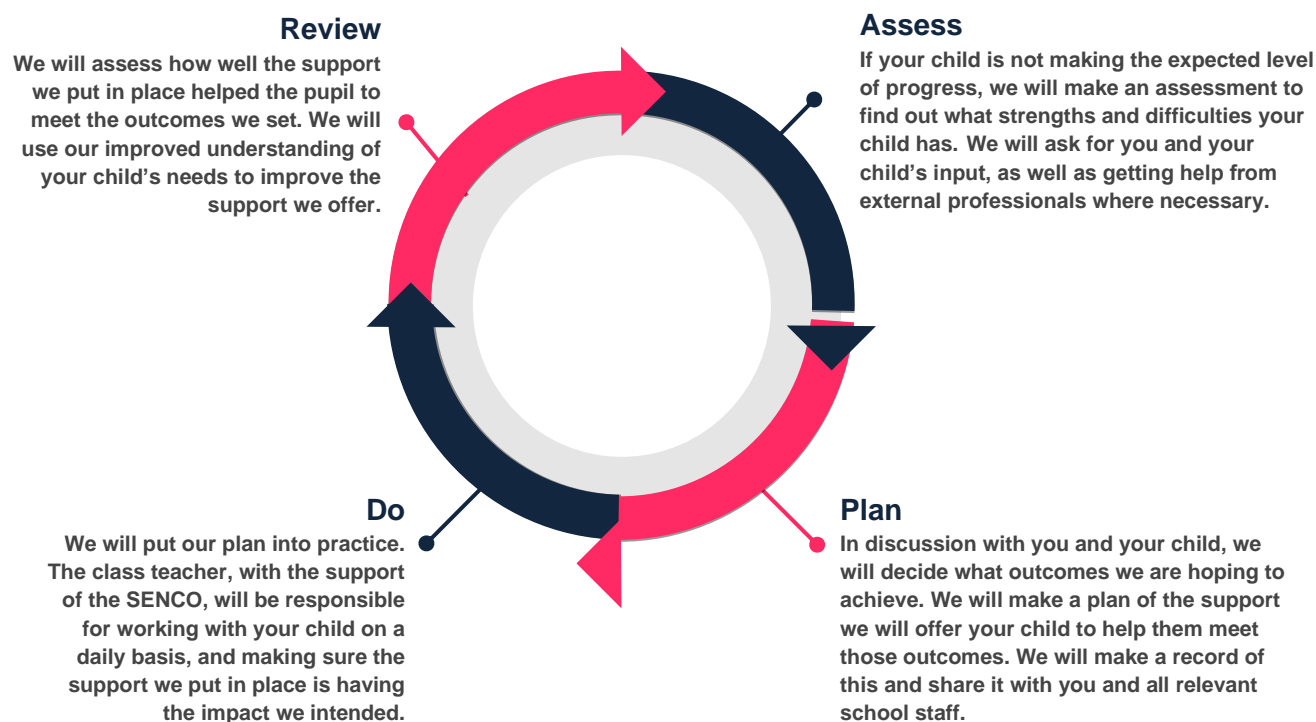 Review
We will assess how well the support
we put in place helped the pupil to
meet the outcomes we set. We will
use our improved understanding of
your child’s needs to improve the
support we offer.
Assess
If your child is not making the expected level
of progress, we will make an assessment to
find out what strengths and difficulties your
child has. We will ask for you and your
child’s input, as well as getting help from
external professionals where necessary.
Do
We will put our plan into practice.
The class teacher, with the support
of the SENCO, will be responsible
for working with your child on a
daily basis, and making sure the
support we put in place is having
the impact we intended.
Plan
In discussion with you and your child, we
will decide what outcomes we are hoping to
achieve. We will make a plan of the support
we will offer your child to help them meet
those outcomes. We will make a record of
this and share it with you and all relevant
school staff.